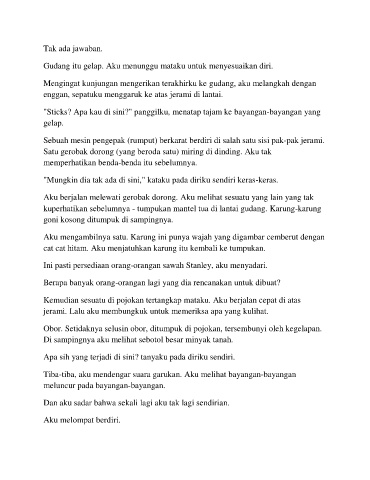 Tak ada jawaban.
Gudang itu gelap. Aku menunggu mataku untuk menyesuaikan diri.
Mengingat kunjungan mengerikan terakhirku ke gudang, aku melangkah dengan
enggan, sepatuku menggaruk ke atas jerami di lantai.
"Sticks? Apa kau di sini?" panggilku, menatap tajam ke bayangan-bayangan yang
gelap.
Sebuah mesin pengepak (rumput) berkarat berdiri di salah satu sisi pak-pak jerami.
Satu gerobak dorong (yang beroda satu) miring di dinding. Aku tak
memperhatikan benda-benda itu sebelumnya.
"Mungkin dia tak ada di sini," kataku pada diriku sendiri keras-keras.
Aku berjalan melewati gerobak dorong. Aku melihat sesuatu yang lain yang tak
kuperhatikan sebelumnya - tumpukan mantel tua di lantai gudang. Karung-karung
goni kosong ditumpuk di sampingnya.
Aku mengambilnya satu. Karung ini punya wajah yang digambar cemberut dengan
cat cat hitam. Aku menjatuhkan karung itu kembali ke tumpukan.
Ini pasti persediaan orang-orangan sawah Stanley, aku menyadari.
Berapa banyak orang-orangan lagi yang dia rencanakan untuk dibuat?
Kemudian sesuatu di pojokan tertangkap mataku. Aku berjalan cepat di atas
jerami. Lalu aku membungkuk untuk memeriksa apa yang kulihat.
Obor. Setidaknya selusin obor, ditumpuk di pojokan, tersembunyi oleh kegelapan.
Di sampingnya aku melihat sebotol besar minyak tanah.
Apa sih yang terjadi di sini? tanyaku pada diriku sendiri.
Tiba-tiba, aku mendengar suara garukan. Aku melihat bayangan-bayangan
meluncur pada bayangan-bayangan.
Dan aku sadar bahwa sekali lagi aku tak lagi sendirian.
Aku melompat berdiri.